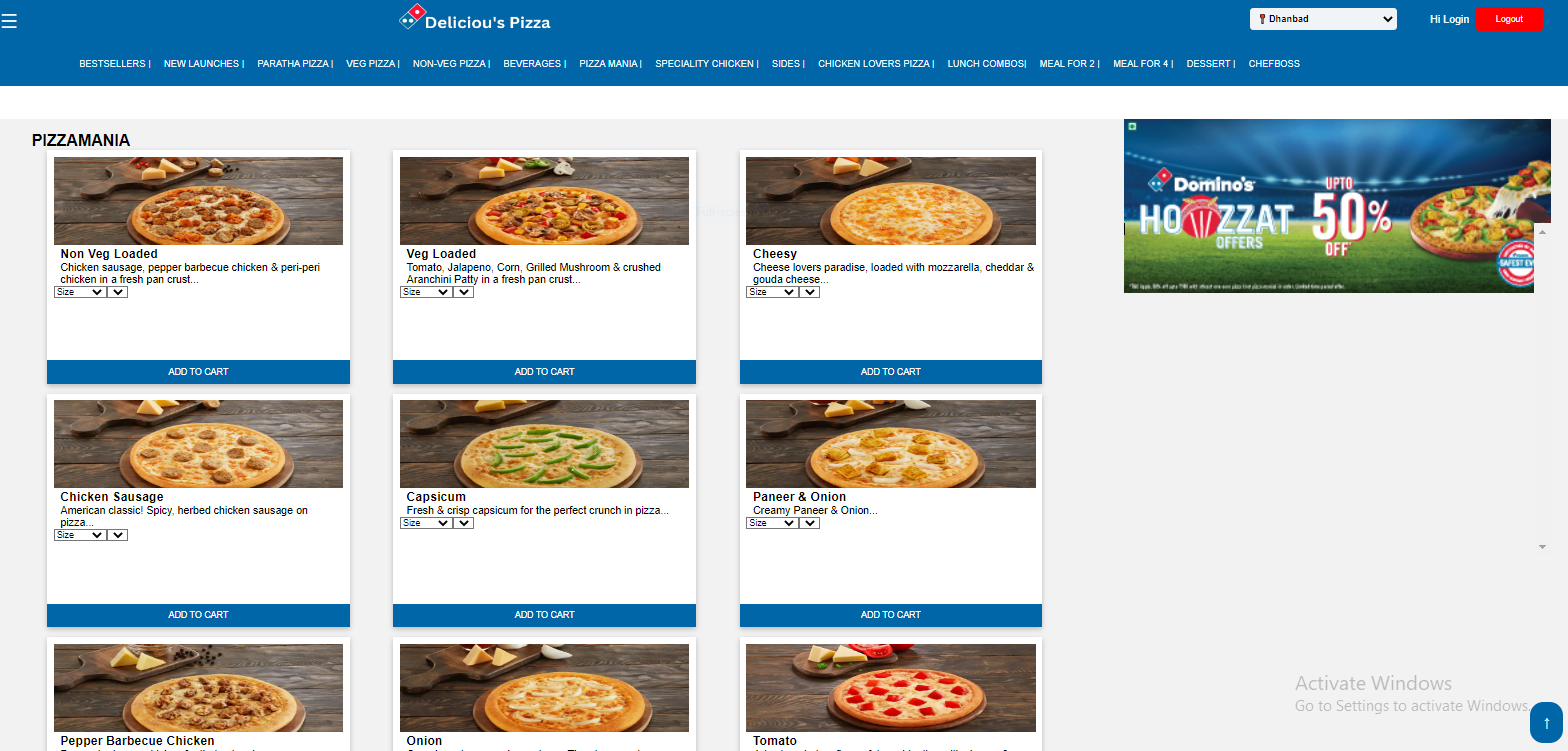 Deliciou's Pizza
Dhanbad
Hi Login
Logout
BESTSELLERS | NEW LAUNCHES | PARATHA PIZZA | VEG PIZZA | NON-VEG PIZZA | BEVERAGES | PIZZA MANIA | SPECIALITY CHICKEN | SIDES | CHICKEN LOVERS PIZZA | LUNCH COMBOS| MEAL FOR 2 | MEAL FOR 4 | DESSERT | CHEFBOSS
PIZZAMANIA
Non Veg Loaded
Chicken sausage, pepper barbecue chicken & peri-peri
chicken in a fresh pan crust...
Size
ADD TO CART
Veg Loaded
Tomato, Jalapeno, Corn, Grilled Mushroom & crushed
Aranchini Patty in a fresh pan crust...
Size
ADD TO CART
Cheesy
Cheese lovers paradise, loaded with mozzarella, cheddar &
gouda cheese...
Size
ADD TO CART
Domino's
HOWZZAT
OFFERS
UPTO
50%
OFF*
Chicken Sausage
American classic! Spicy, herbed chicken sausage on
pizza...
Size
ADD TO CART
Capsicum
Fresh & crisp capsicum for the perfect crunch in pizza...
Size
ADD TO CART
Paneer & Onion
Creamy Paneer & Onion...
Size
ADD TO CART
Pepper Barbecue Chicken
Onion
Tomato
Activate Windows
Go to Settings to activate Windows.
↑